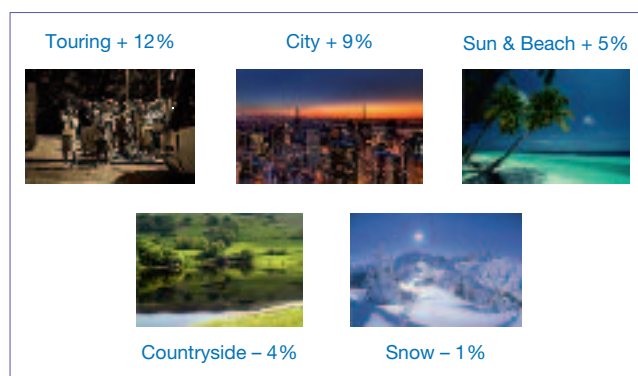 Touring + 12%
City + 9%
Sun & Beach + 5%
Countryside – 4%
Snow – 1%